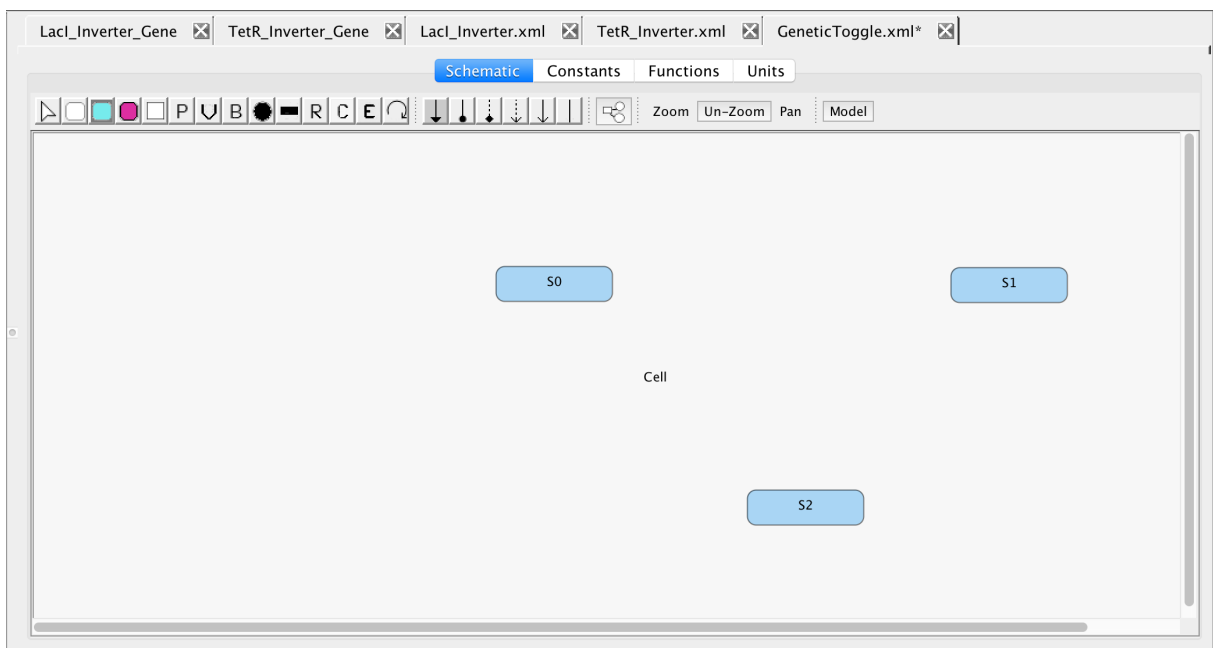 LacI_Inverter_Gene TetR_Inverter_Gene LacI_Inverter.xml TetR_Inverter.xml GeneticToggle.xml*
Schematic Constants Functions Units
P V B R C E Zoom Un-Zoom Pan Model
S0 S1
Cell
S2